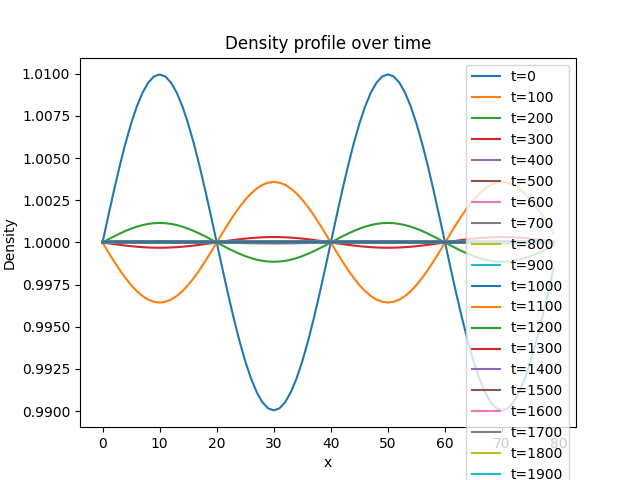 Density profile over time
1.0100
1.0075
1.0050
1.0025
1.0000
0.9975
0.9950
0.9925
0.9900
Density
0 10 20 30 40 50 60 70 80
x
t=0
t=100
t=200
t=300
t=400
t=500
t=600
t=700
t=800
t=900
t=1000
t=1100
t=1200
t=1300
t=1400
t=1500
t=1600
t=1700
t=1800
t=1900